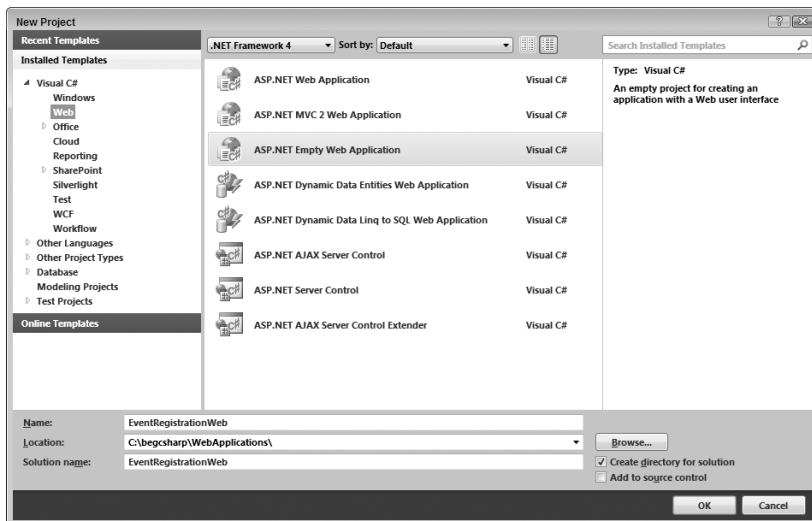 New Project
Recent Templates
Installed Templates
Visual C#
Windows
Web
Office
Cloud
Reporting
SharePoint
Silverlight
Test
WCF
Workflow
Other Languages
Other Project Types
Database
Modeling Projects
Test Projects
Online Templates
.NET Framework 4 Sort by: Default
ASP.NET Web Application Visual C#
ASP.NET MVC 2 Web Application Visual C#
ASP.NET Empty Web Application Visual C#
ASP.NET Dynamic Data Entities Web Application Visual C#
ASP.NET Dynamic Data Linq to SQL Web Application Visual C#
ASP.NET AJAX Server Control Visual C#
ASP.NET Server Control Visual C#
ASP.NET AJAX Server Control Extender Visual C#
Search Installed Templates
Type: Visual C#
An empty project for creating an
application with a Web user interface
Name: EventRegistrationWeb
Location: C:\begcsharp\WebApplications\ Browse...
Solution name: EventRegistrationWeb
Create directory for solution
Add to source control
OK Cancel